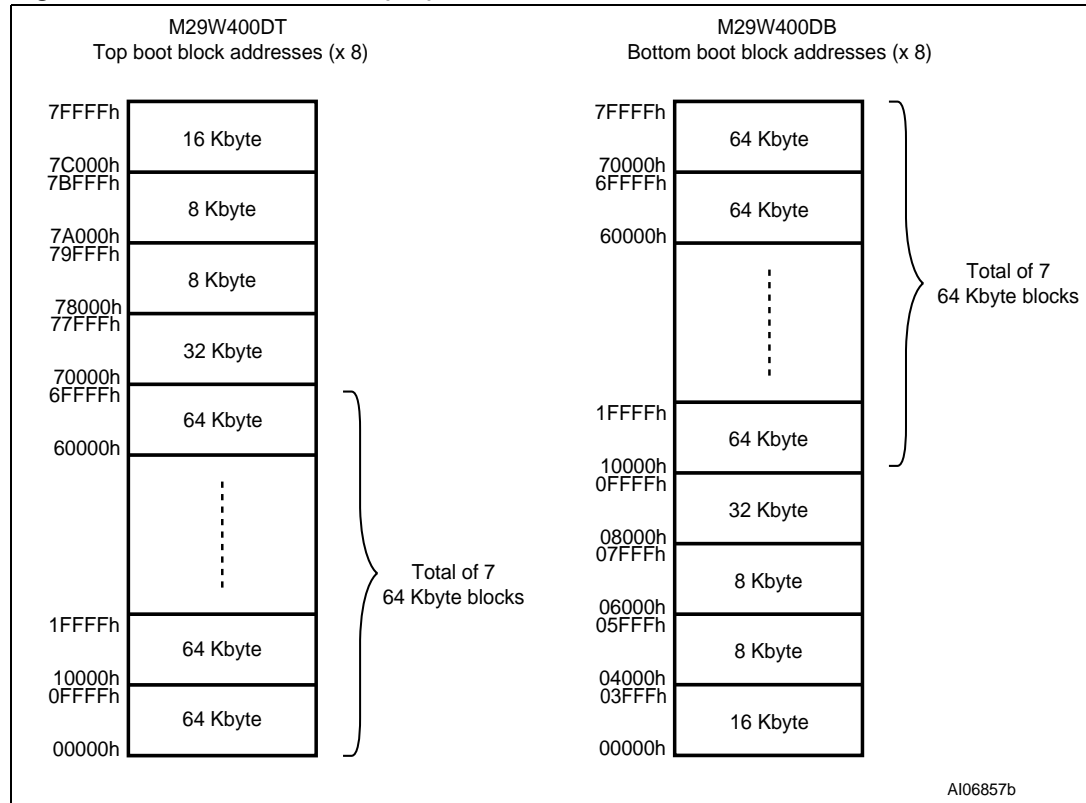 M29W400DT
Top boot block addresses (x 8)
7FFFFh
16 Kbyte
7C000h
7BFFFh
8 Kbyte
7A000h
79FFFh
8 Kbyte
78000h
77FFFh
32 Kbyte
70000h
6FFFFh
64 Kbyte
60000h
Total of 7
64 Kbyte blocks
1FFFFh
64 Kbyte
10000h
0FFFFh
64 Kbyte
00000h
M29W400DB
Bottom boot block addresses (x 8)
7FFFFh
64 Kbyte
70000h
6FFFFh
64 Kbyte
60000h
Total of 7
64 Kbyte blocks
1FFFFh
64 Kbyte
10000h
0FFFFh
32 Kbyte
08000h
07FFFh
8 Kbyte
06000h
05FFFh
8 Kbyte
04000h
03FFFh
16 Kbyte
00000h
AI06857b